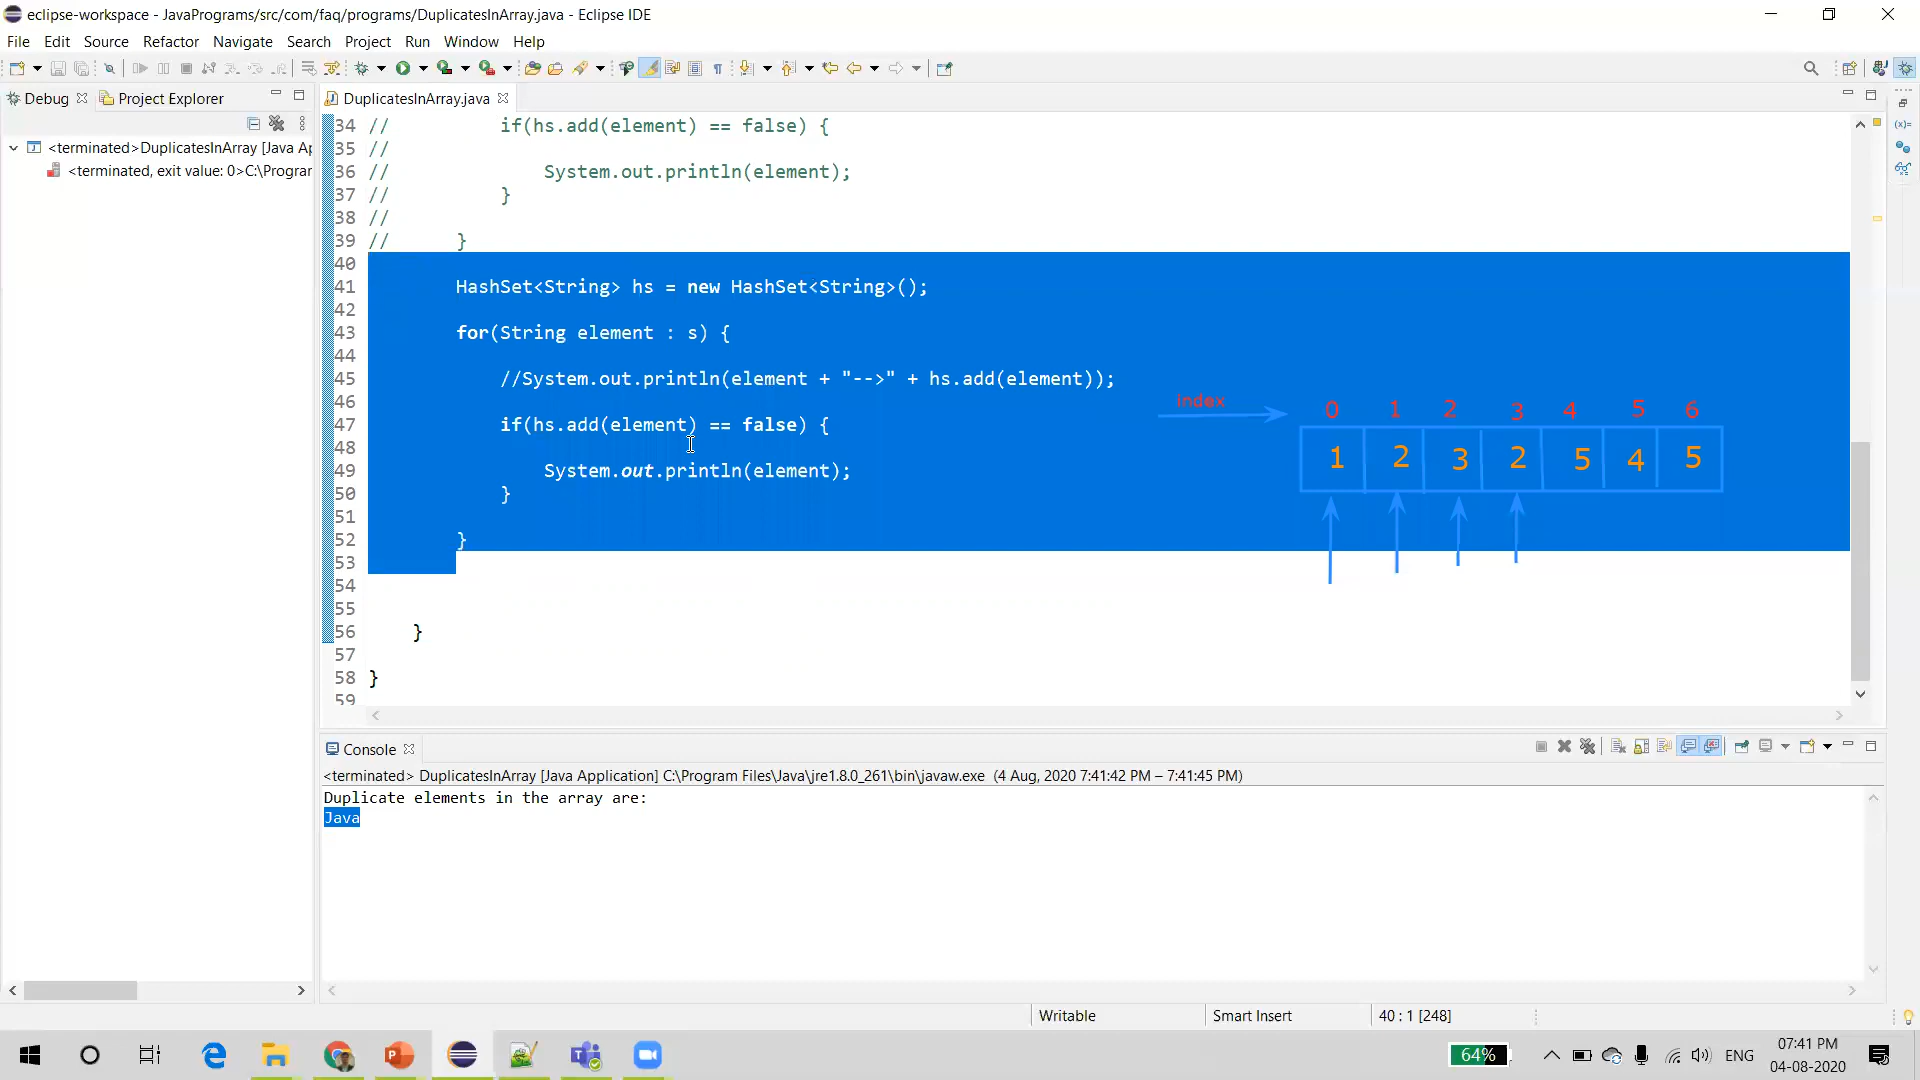 eclipse-workspace - JavaPrograms/src/com/faq/programs/DuplicatesInArray.java - Eclipse IDE
File Edit Source Refactor Navigate Search Project Run Window Help
Debug Project Explorer
<terminated>DuplicatesInArray [Java Ap
<terminated, exit value: 0>C:\Progran
DuplicatesInArray.java
34 // if(hs.add(element) == false) {
35 //
36 // System.out.println(element);
37 // }
38 //
39 // }
40
41 HashSet<String> hs = new HashSet<String>();
42
43 for(String element : s) {
44
45 //System.out.println(element + "-->" + hs.add(element));
46
47 if(hs.add(element) == false) {
48
49 System.out.println(element);
50 }
51
52 }
53
54
55
56 }
57
58 }
59
index
0 1 2 3 4 5 6
1 2 3 2 5 4 5
Console
<terminated> DuplicatesInArray [Java Application] C:\Program Files\Java\jre1.8.0_261\bin\javaw.exe (4 Aug, 2020 7:41:42 PM – 7:41:45 PM)
Duplicate elements in the array are:
Java
Writable Smart Insert 40 : 1 [248]
64% ENG 07:41 PM
04-08-2020